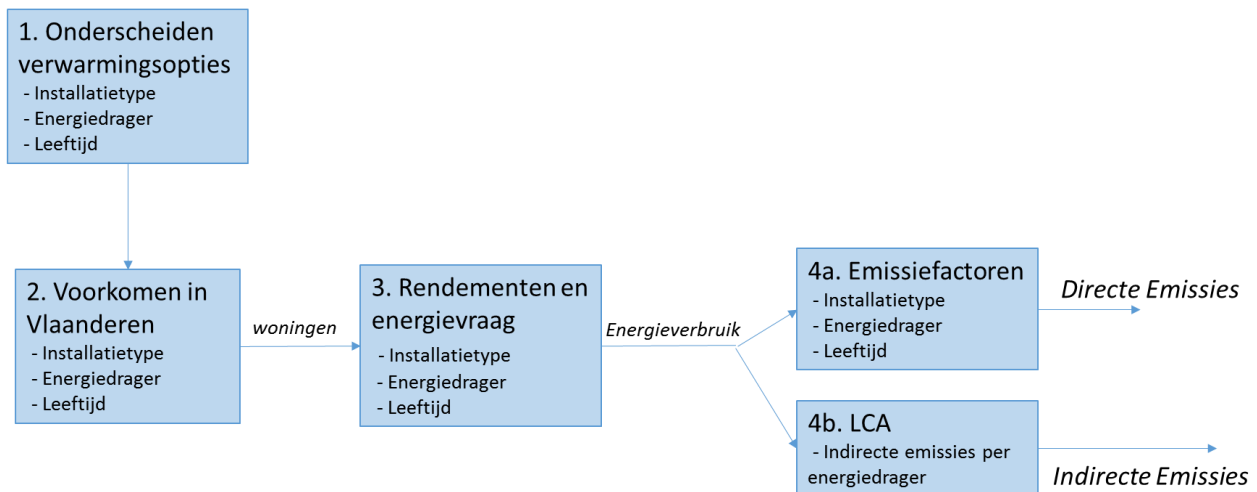 1. Onderscheiden
verwarmingsopties
- Installatietype
- Energiedrager
- Leeftijd
2. Voorkomen in
Vlaanderen
- Installatietype
- Energiedrager
- Leeftijd
woningen
3. Rendementen en
energievraag
- Installatietype
- Energiedrager
- Leeftijd
Energieverbruik
4a. Emissiefactoren
- Installatietype
- Energiedrager
- Leeftijd
Directe Emissies
4b. LCA
- Indirecte emissies per
energiedrager
Indirecte Emissies